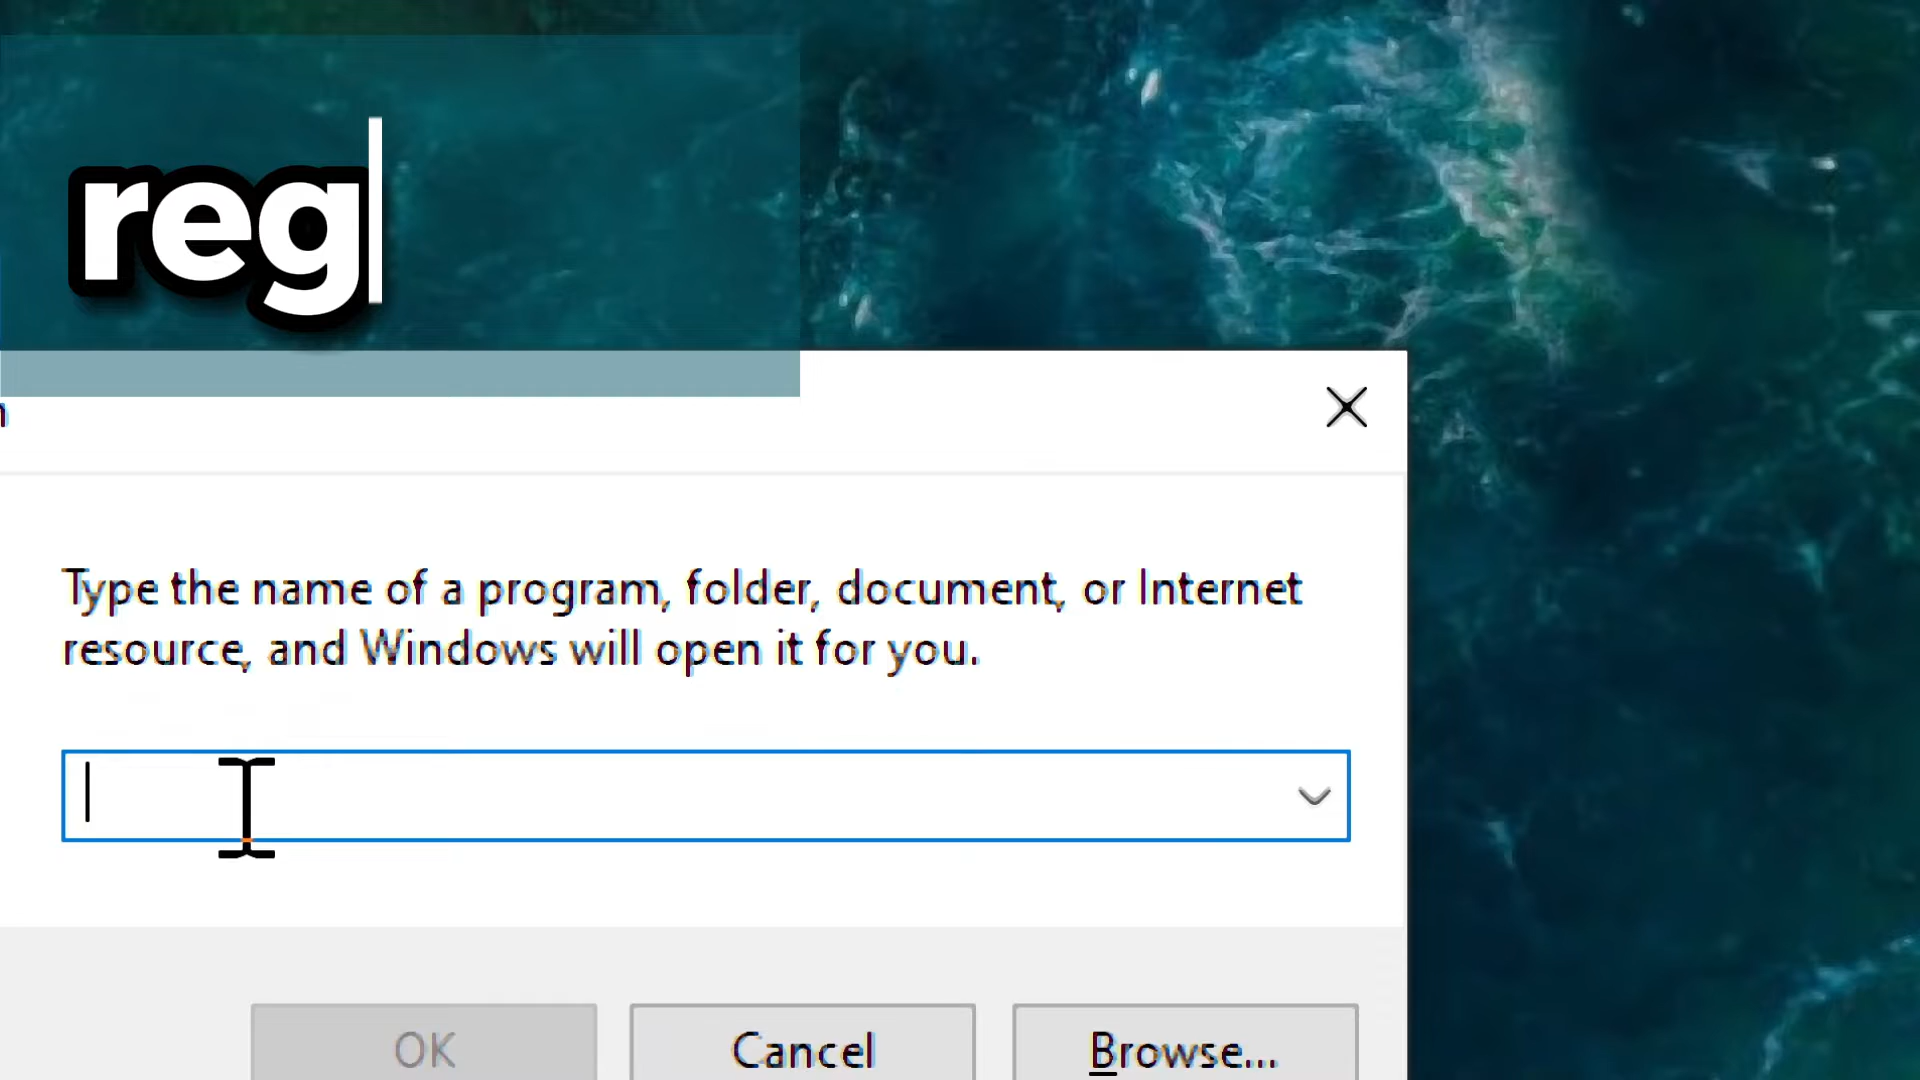 reg
n
Type the name of a program, folder, document, or Internet
resource, and Windows will open it for you.
OK
Cancel
Browse...